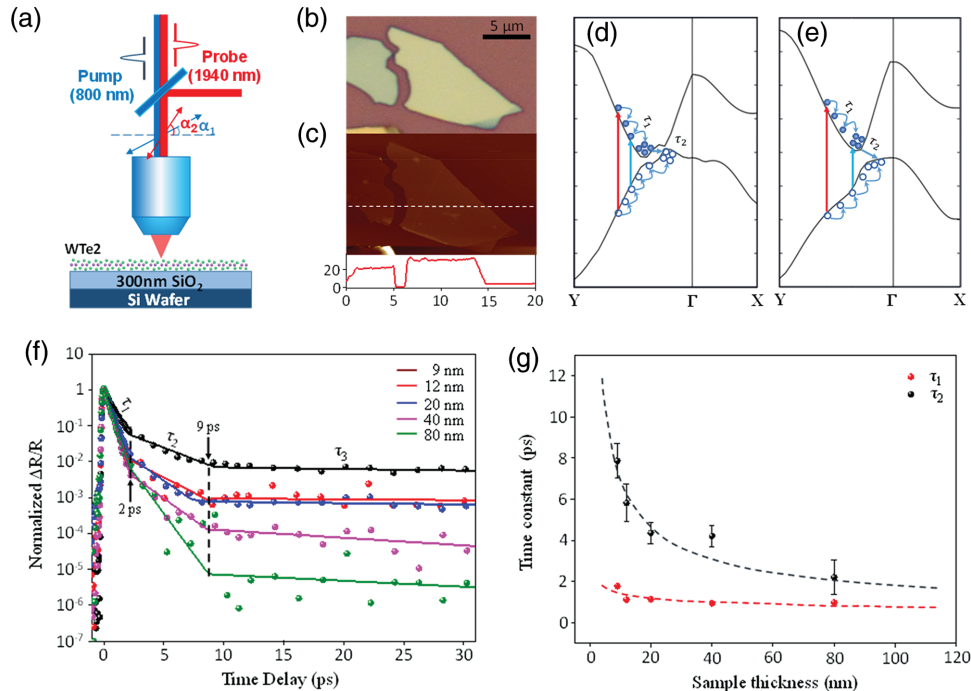 (a)
Probe
(1940 nm)
Pump
(800 nm)
α2
α1
WTe2
300nm SiO2
Si Wafer
(b)
5 μm
(c)
20
0
0
5
10
15
20
(d)
τ1
τ2
Y
Γ
X
(e)
τ1
τ2
Y
Γ
X
(f)
Normalized ΔR/R
10
1
10^-1
10^-2
10^-3
10^-4
10^-5
10^-6
10^-7
τ1
τ2
τ3
2 ps
9 ps
9 nm
12 nm
20 nm
40 nm
80 nm
0
5
10
15
20
25
30
Time Delay (ps)
(g)
Time constant (ps)
12
10
8
6
4
2
0
τ1
τ2
0
20
40
60
80
100
120
Sample thickness (nm)